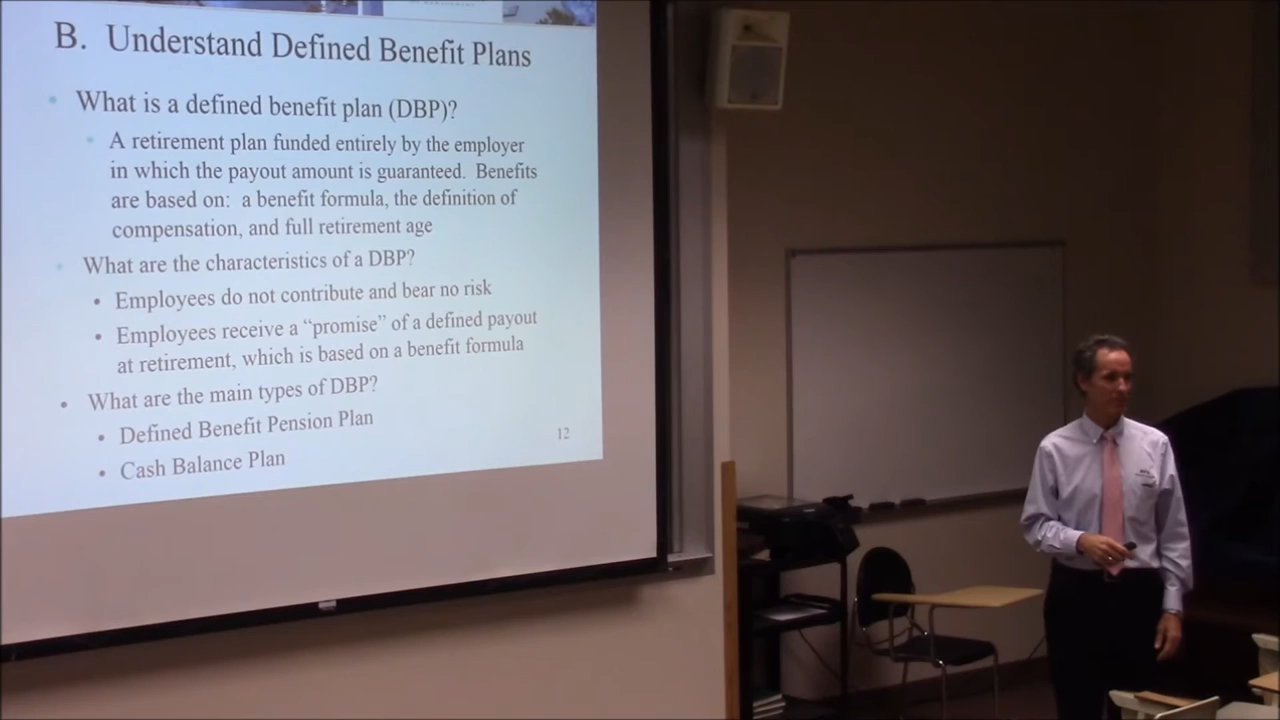 B. Understand Defined Benefit Plans
• What is a defined benefit plan (DBP)?
• A retirement plan funded entirely by the employer
in which the payout amount is guaranteed. Benefits
are based on: a benefit formula, the definition of
compensation, and full retirement age
• What are the characteristics of a DBP?
• Employees do not contribute and bear no risk
• Employees receive a “promise” of a defined payout
at retirement, which is based on a benefit formula
• What are the main types of DBP?
• Defined Benefit Pension Plan
• Cash Balance Plan
12